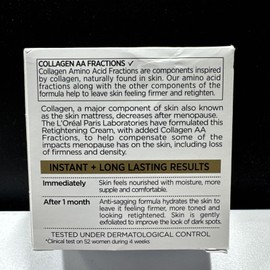 COLLAGEN AA FRACTIONS ✓
Collagen Amino Acid Fractions are components inspired
by collagen, naturally found in skin. Our amino acid
fractions along with the other components of the
formula help to leave skin feeling firmer and retighten.
Collagen, a major component of skin also known
as the skin mattress, decreases after menopause.
The L'Oréal Paris Laboratories have formulated this
Retightening Cream, with added Collagen AA
Fractions, to help compensate some of the
impacts menopause has on the skin, including loss
of firmness and density.
INSTANT + LONG LASTING RESULTS
Immediately Skin feels nourished with moisture, more
supple and comfortable.
After 1 month Anti-sagging formula hydrates the skin to
leave it feeling firmer, more toned and
looking retightened. Skin is gently
exfoliated to improve the look of dark spots.
TESTED UNDER DERMATOLOGICAL CONTROL
*Clinical test on 52 women during 4 weeks